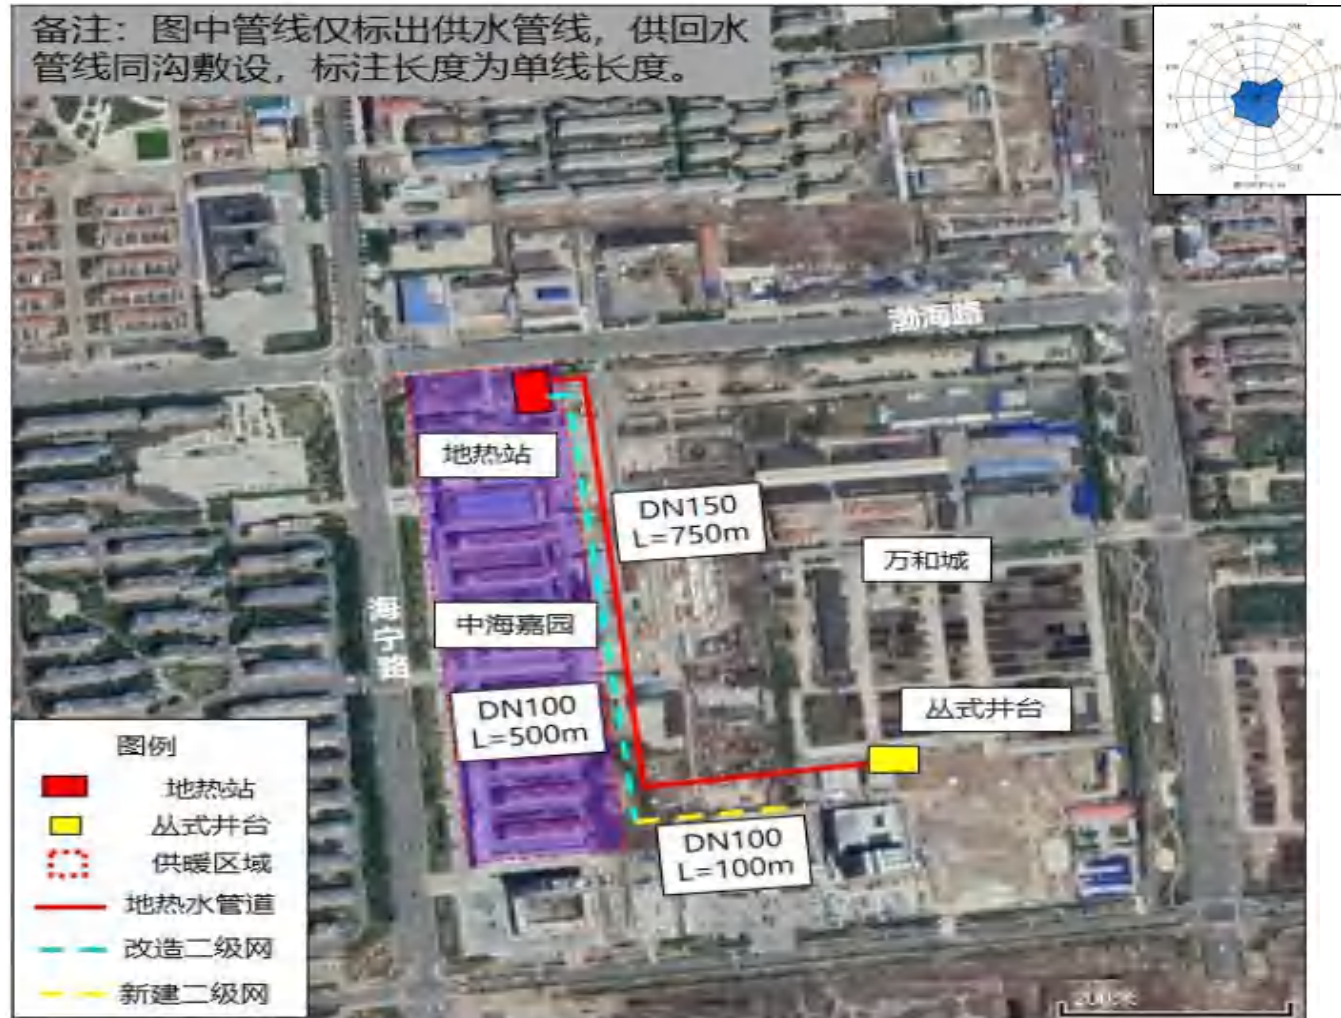 备注：图中管线仅标出供水管线，供回水
管线同沟敷设，标注长度为单线长度。
渤海路
地热站
DN150
L=750m
万和城
海宁路
中海嘉园
DN100
L=500m
丛式井台
DN100
L=100m
图例
地热站
丛式井台
供暖区域
地热水管道
改造二级网
新建二级网
200米